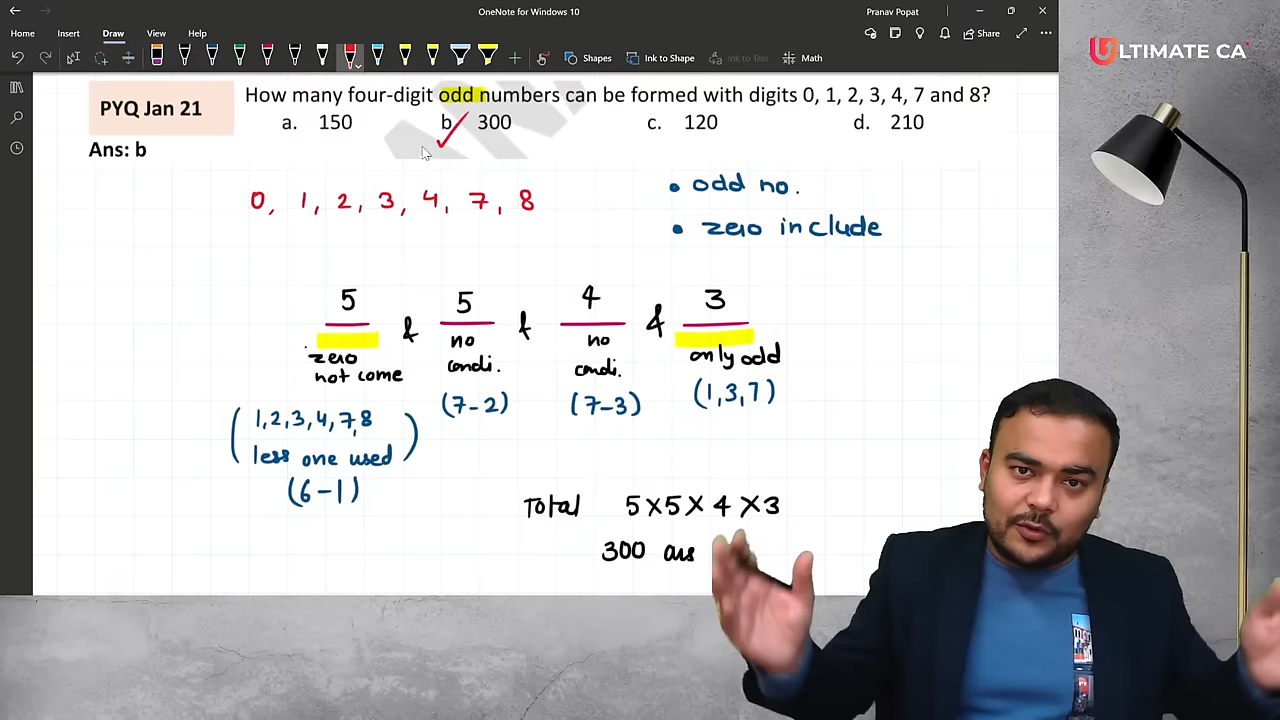 OneNote for Windows 10
Pranav Popat
Home Insert Draw View Help
Share
Shapes Ink to Shape Ink to Text Math
ULTIMATE CA
PYQ Jan 21
How many four-digit odd numbers can be formed with digits 0, 1, 2, 3, 4, 7 and 8?
a. 150 b. 300 c. 120 d. 210
Ans: b
0, 1, 2, 3, 4, 7, 8
• odd no.
• zero include
5 & 5 & 4 & 3
zero not come
no condi.
no condi.
only odd
(1,3,7)
(7-2)
(7-3)
(1,2,3,4,7,8
less one used)
(6-1)
Total 5×5×4×3
300 ans